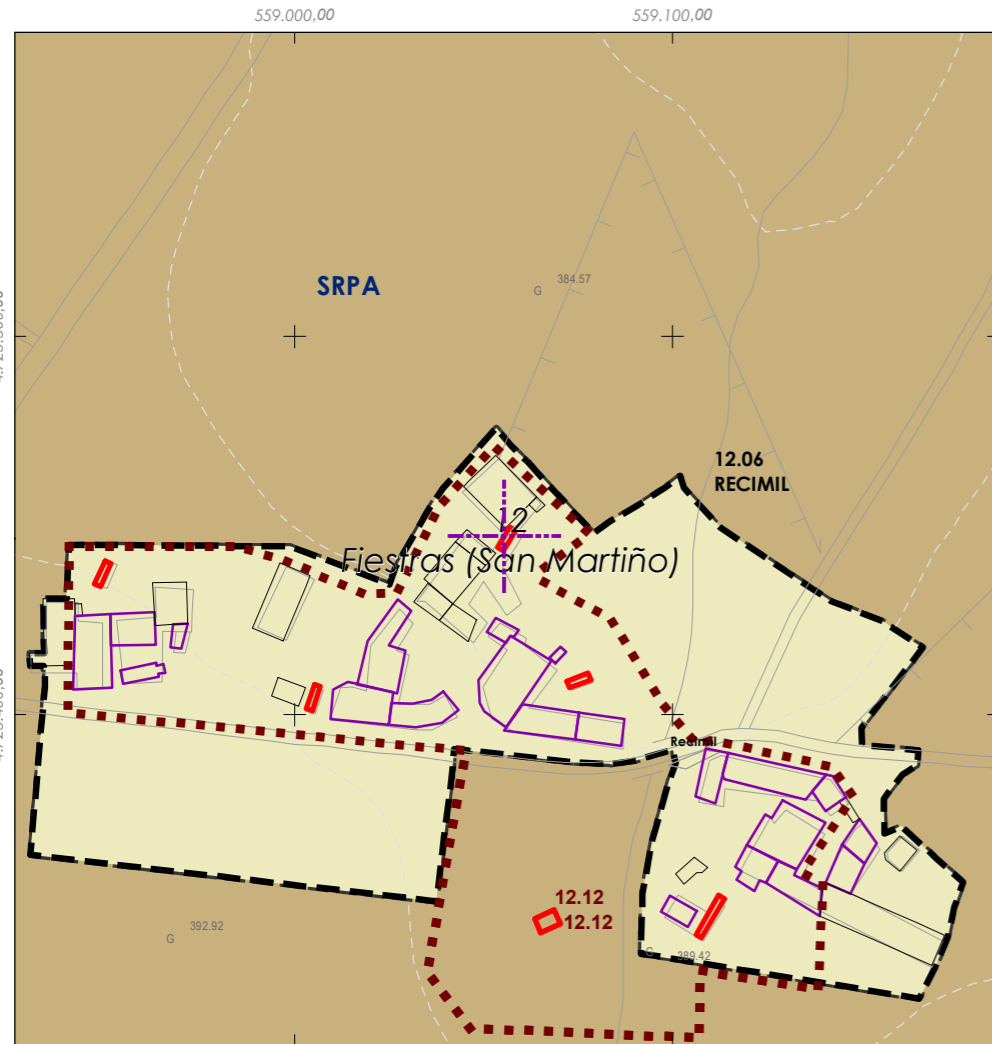 559.000,00
559.100,00
SRPA
G 384.57
12.06
RECIMIL
12
Fiestras (San Martiño)
Recimil
12.12
12.12
G 392.92
G 389.42